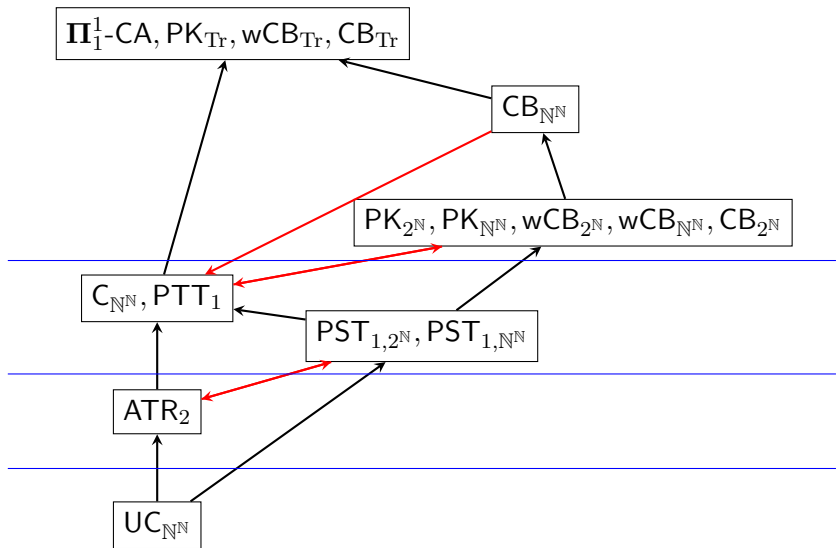 𝚷¹₁-CA, PK_Tr, wCB_Tr, CB_Tr
CB_ℕ^ℕ
PK_2^ℕ, PK_ℕ^ℕ, wCB_2^ℕ, wCB_ℕ^ℕ, CB_2^ℕ
C_ℕ^ℕ, PTT₁
PST_1,2^ℕ, PST_1,ℕ^ℕ
ATR₂
UC_ℕ^ℕ